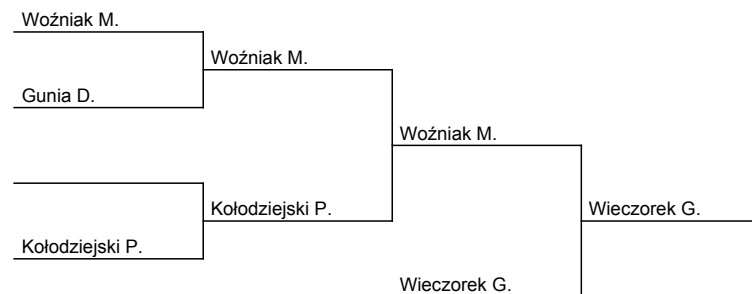 Woźniak M.
Woźniak M.
Gunia D.
Woźniak M.
Kołodziejski P.
Wieczorek G.
Kołodziejski P.
Wieczorek G.